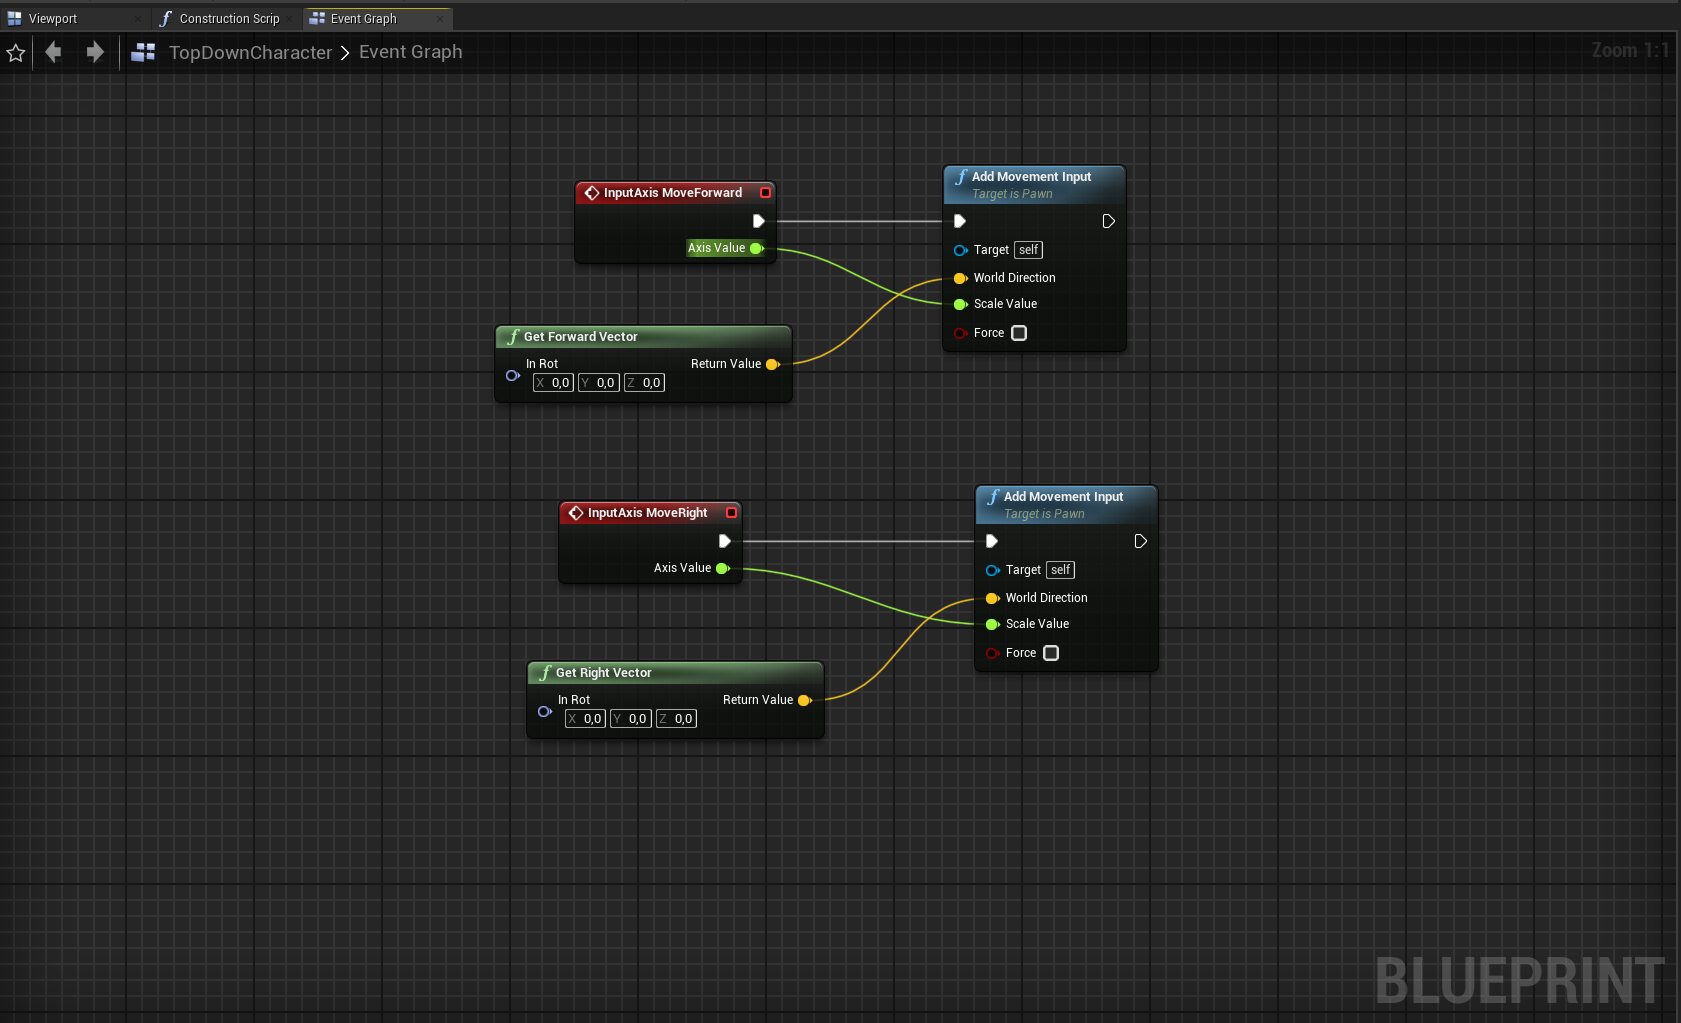 Viewport
Construction Scrip
Event Graph
TopDownCharacter > Event Graph
Zoom 1:1
InputAxis MoveForward
Axis Value
Add Movement Input
Target is Pawn
Target self
World Direction
Scale Value
Force
Get Forward Vector
In Rot
Return Value
X 0,0 Y 0,0 Z 0,0
InputAxis MoveRight
Axis Value
Add Movement Input
Target is Pawn
Target self
World Direction
Scale Value
Force
Get Right Vector
In Rot
Return Value
X 0,0 Y 0,0 Z 0,0
BLUEPRINT